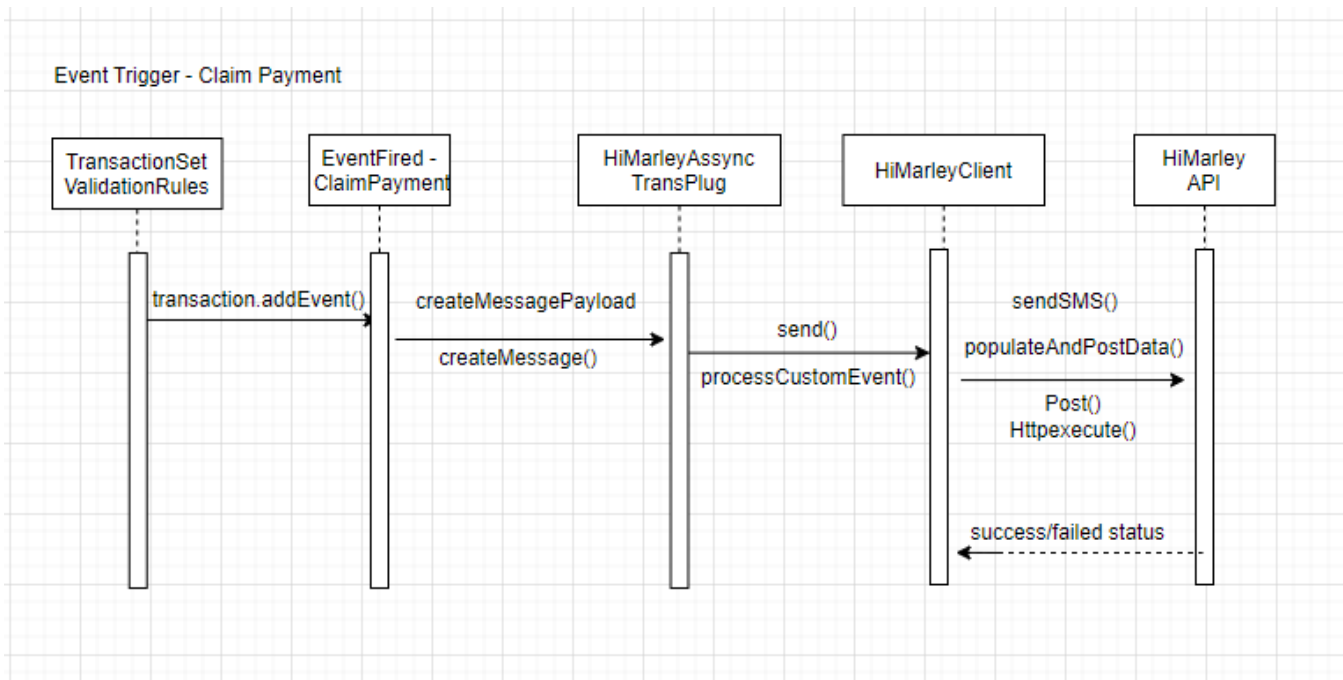 Event Trigger - Claim Payment
TransactionSet
ValidationRules
EventFired -
ClaimPayment
HiMarleyAssync
TransPlug
HiMarleyClient
HiMarley
API
transaction.addEvent()
createMessagePayload
createMessage()
send()
processCustomEvent()
sendSMS()
populateAndPostData()
Post()
Httpexecute()
success/failed status